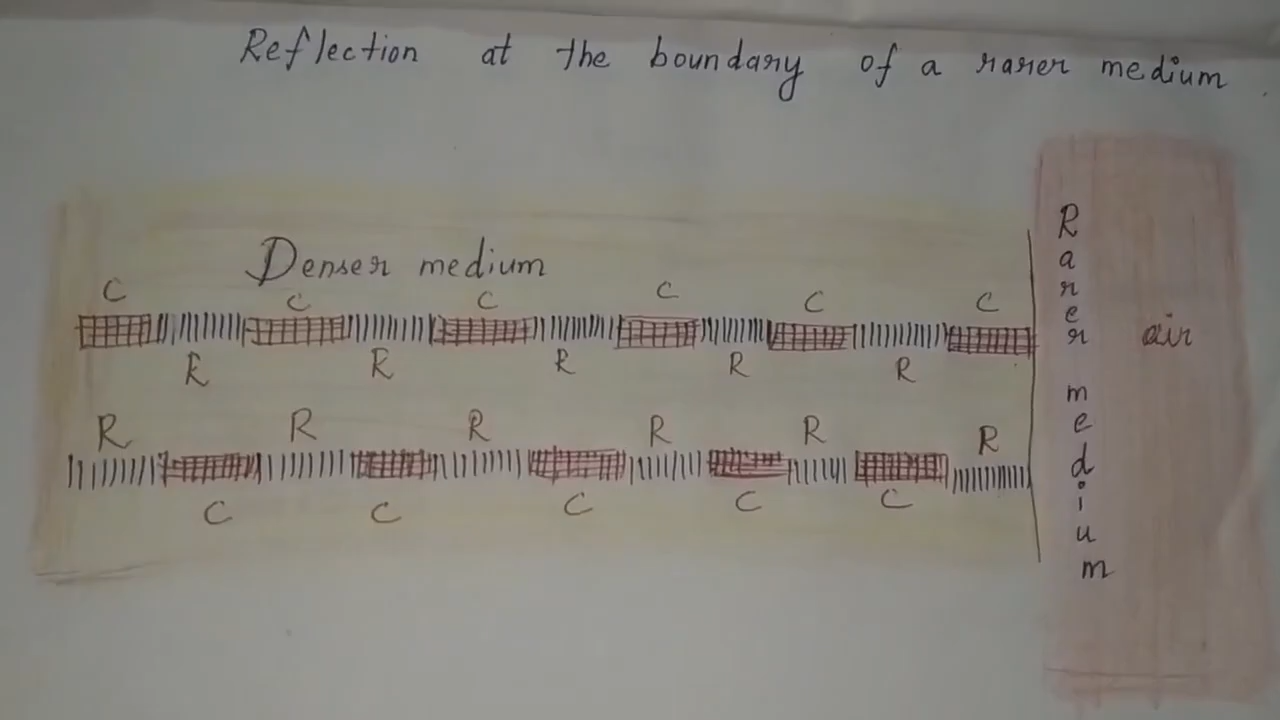 Reflection at the boundary of a rarer medium
Denser medium
C C C C C C
R R R R R
R R R R R R
C C C C C
Rarer medium
air